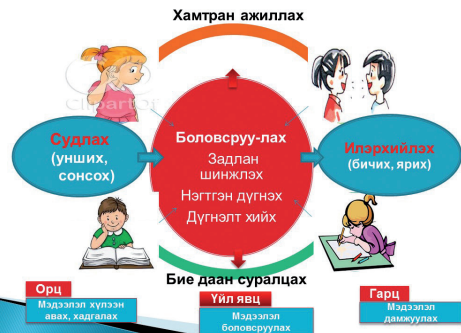 Хамтран ажиллах
Судлах
(унших,
сонсох)
Боловсруу-лах
Задлан
шинжлэх
Нэгтгэн дүгнэх
Дүгнэлт хийх
Илэрхийлэх
(бичих, ярих)
Бие даан суралцах
Орц
Мэдээлэл хүлээн
авах, хадгалах
Үйл явц
Мэдээлэл
боловсруулах
Гарц
Мэдээлэл
дамжуулах